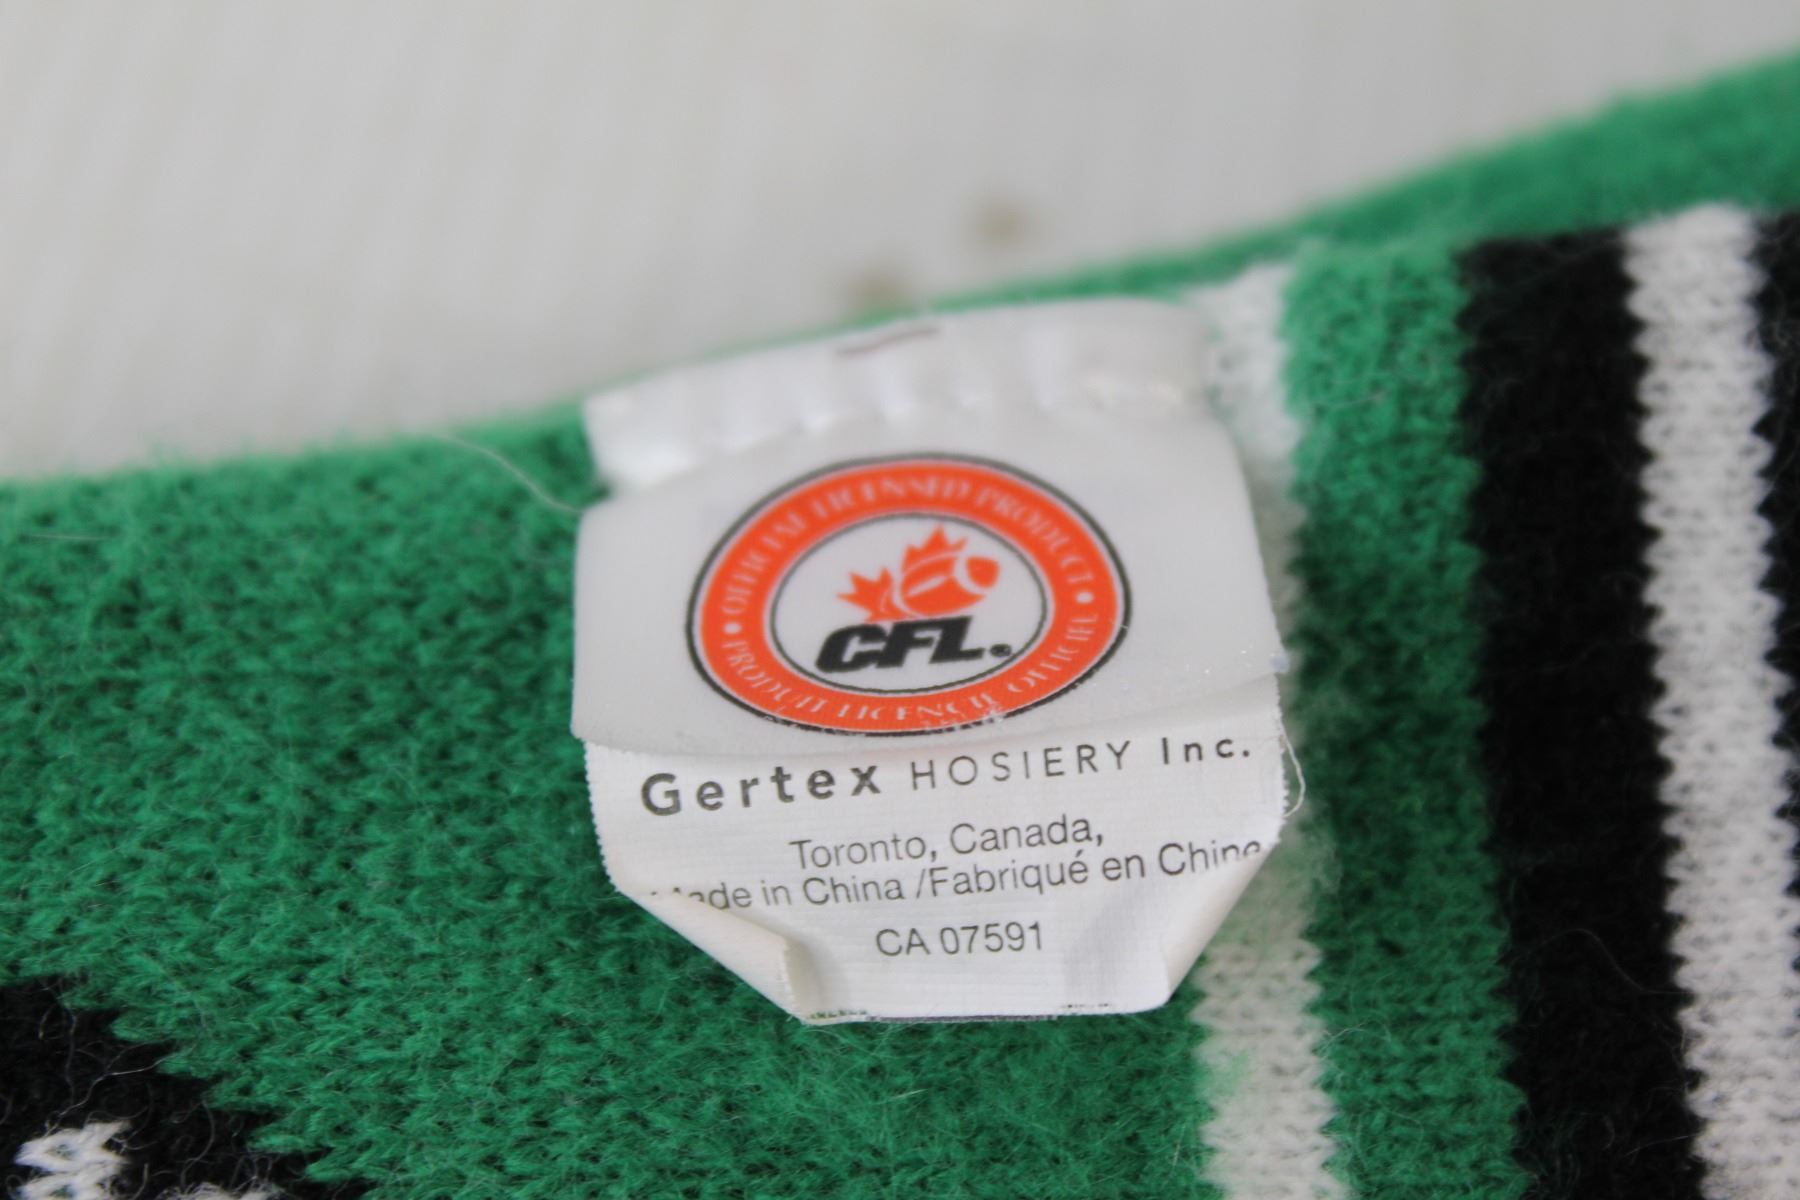 • OFFICIAL LICENSED PRODUCT •
CFL.
PRODUIT LICENCIÉ OFFICIEL
Gertex HOSIERY Inc.
Toronto, Canada,
Made in China /Fabriqué en Chine
CA 07591